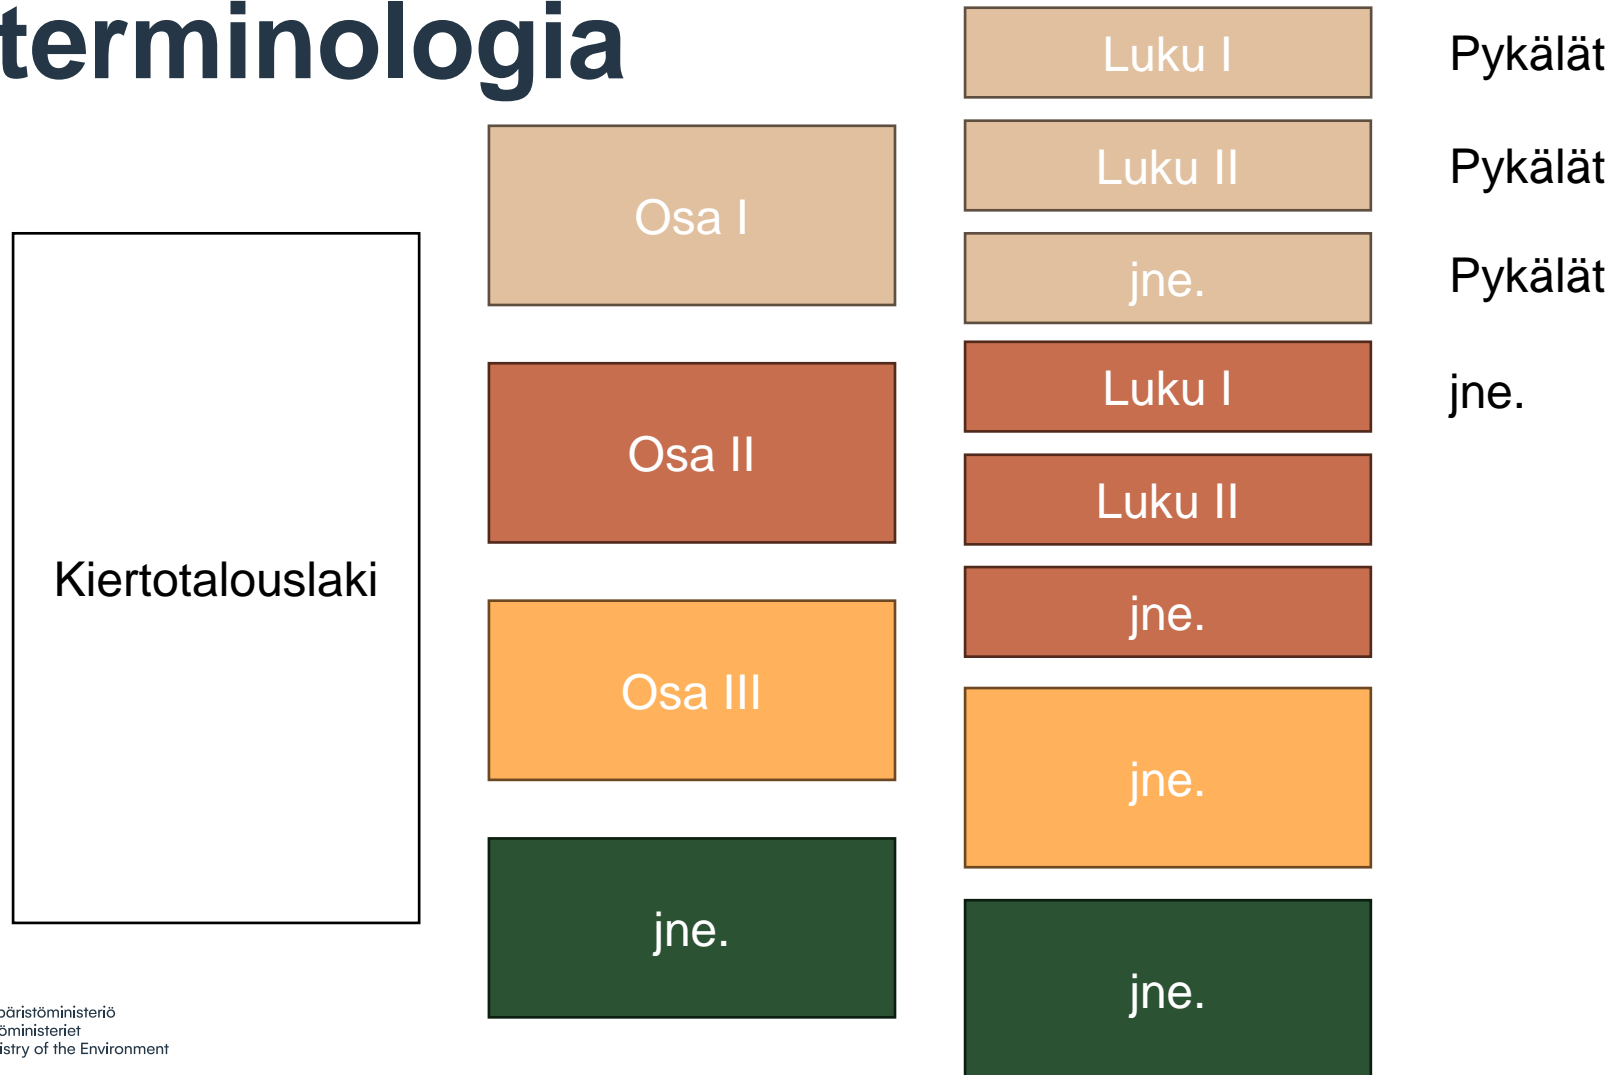 terminologia
Kiertotalouslaki
Osa I
Osa II
Osa III
jne.
Luku I
Luku II
jne.
Luku I
Luku II
jne.
jne.
jne.
Pykälät
Pykälät
Pykälät
jne.
päristöministeriö
öministeriet
istry of the Environment